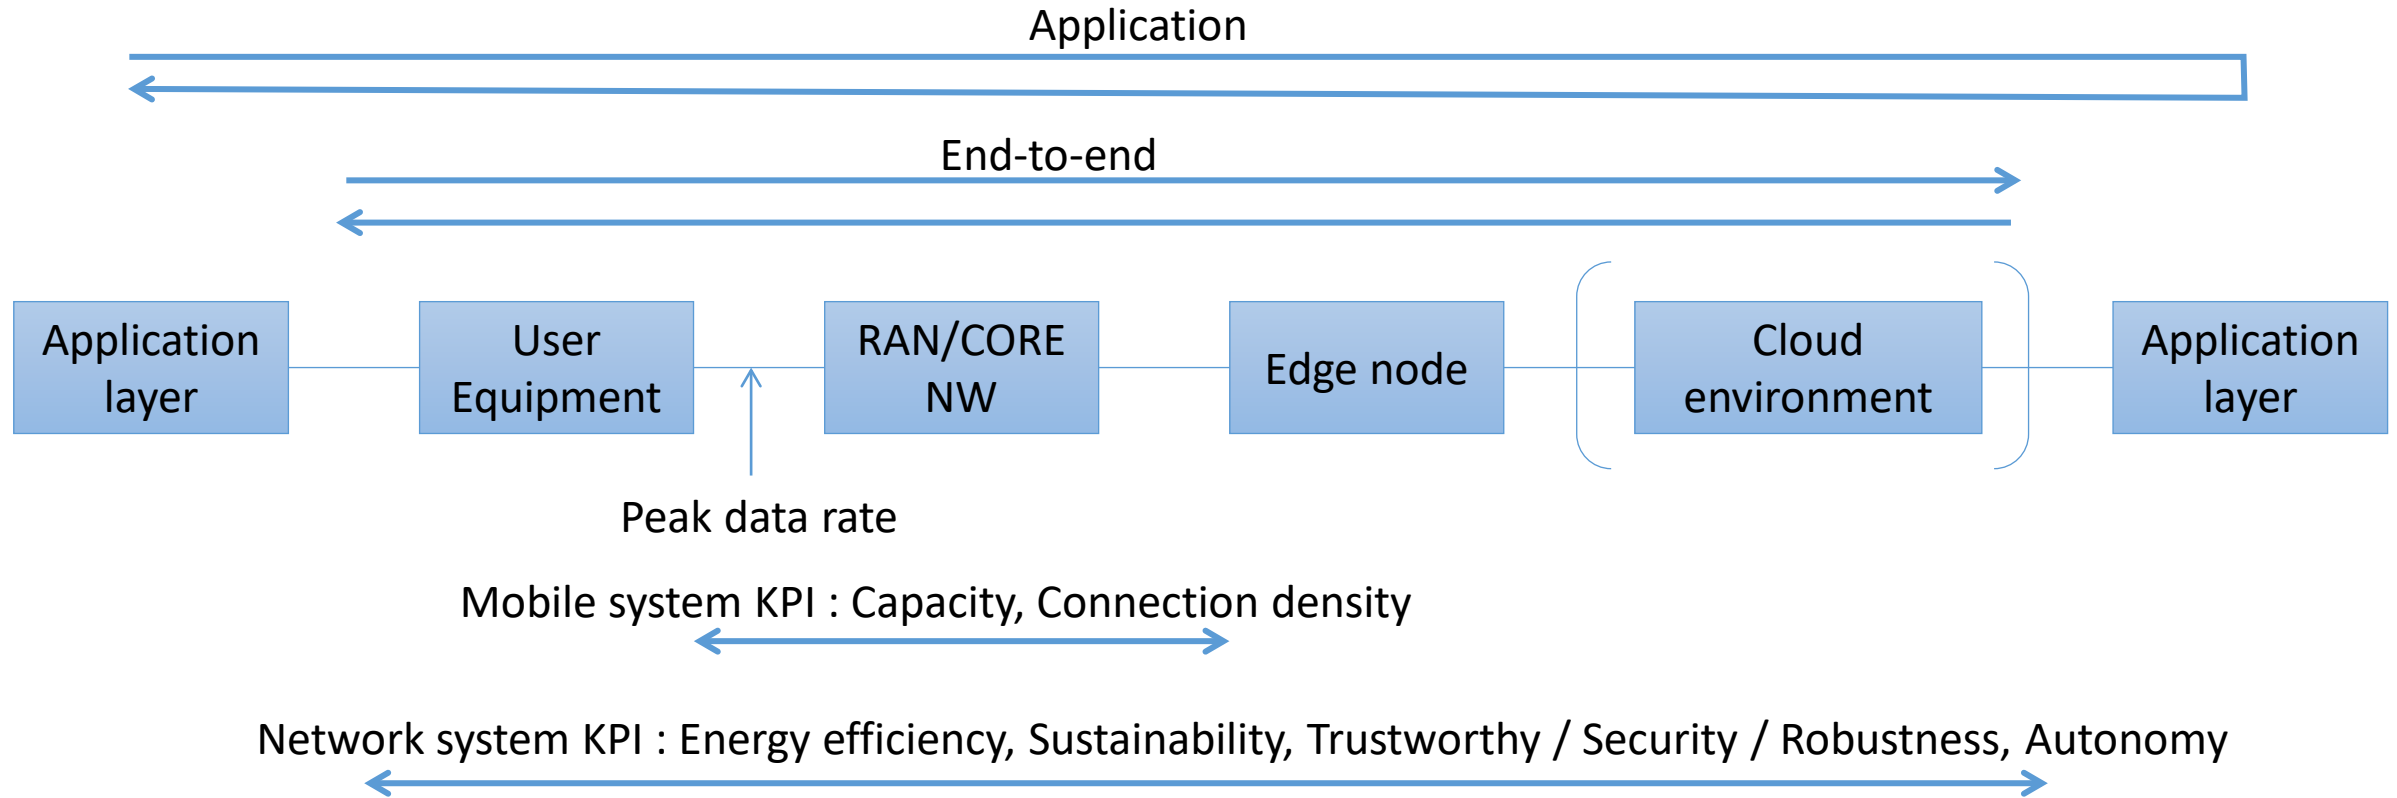 Application
End-to-end
Application
layer
User
Equipment
RAN/CORE
NW
Edge node
Cloud
environment
Application
layer
Peak data rate
Mobile system KPI : Capacity, Connection density
Network system KPI : Energy efficiency, Sustainability, Trustworthy / Security / Robustness, Autonomy